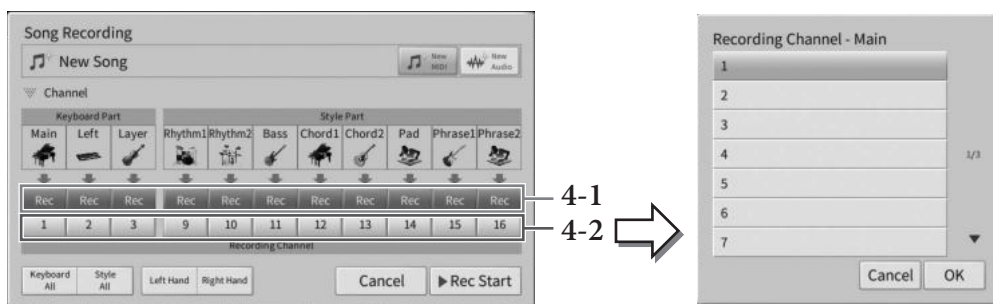 Song Recording
New Song
New MIDI
New Audio
Channel
Keyboard Part Style Part
Main Left Layer Rhythm1 Rhythm2 Bass Chord1 Chord2 Pad Phrase1 Phrase2
Rec Rec Rec Rec Rec Rec Rec Rec Rec Rec Rec
4-1
1 2 3 9 10 11 12 13 14 15 16
4-2
Recording Channel
Keyboard All Style All Left Hand Right Hand Cancel Rec Start
Recording Channel - Main
1
2
3
4
1/3
5
6
7
Cancel OK